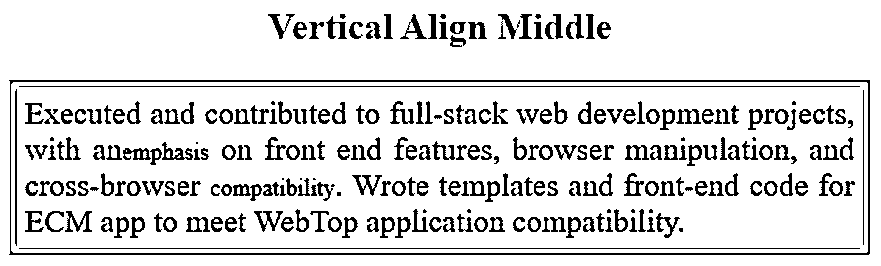 Vertical Align Middle
Executed and contributed to full-stack web development projects,
with anemphasis on front end features, browser manipulation, and
cross-browser compatibility. Wrote templates and front-end code for
ECM app to meet WebTop application compatibility.